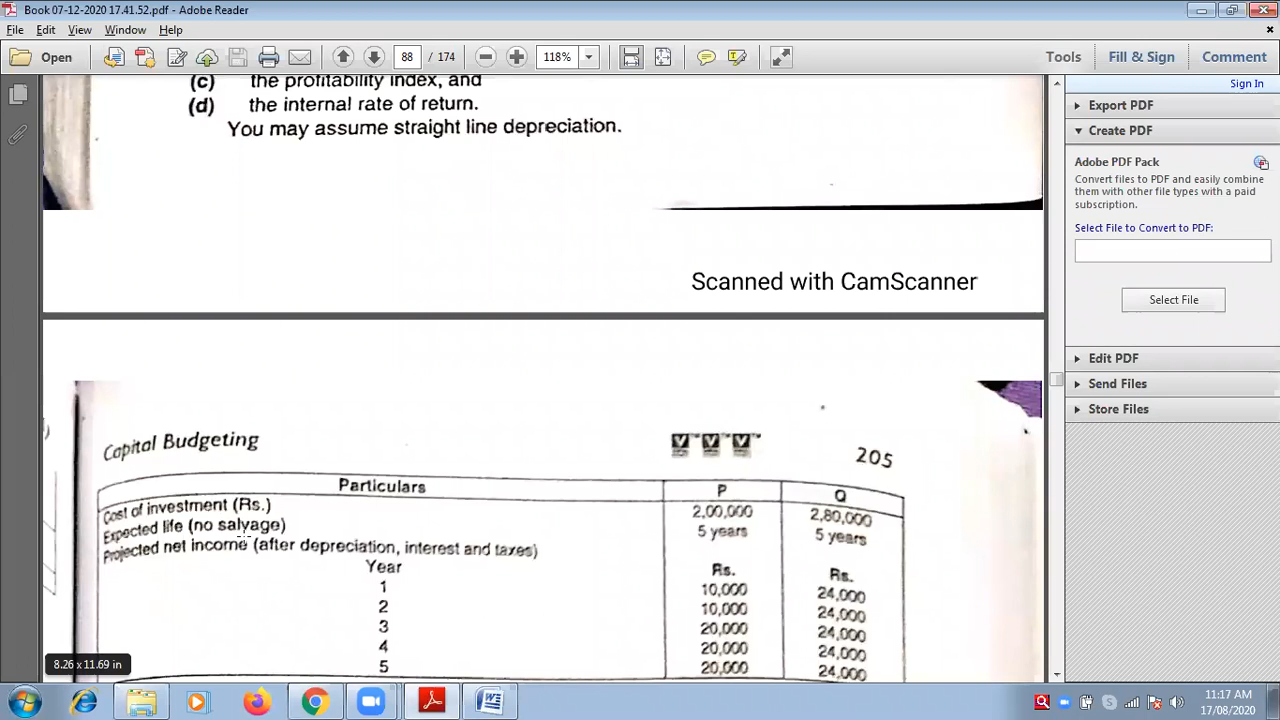 Book 07-12-2020 17.41.52.pdf - Adobe Reader
File Edit View Window Help
Open 88 / 174 118% Tools Fill & Sign Comment
Sign In
Export PDF
Create PDF
Adobe PDF Pack
Convert files to PDF and easily combine
them with other file types with a paid
subscription.
Select File to Convert to PDF:
Select File
Edit PDF
Send Files
Store Files
(c) the profitability index, and
(d) the internal rate of return.
You may assume straight line depreciation.
Scanned with CamScanner
Capital Budgeting 205
Particulars P Q
Cost of investment (Rs.) 2,00,000 2,80,000
Expected life (no salvage) 5 years 5 years
Projected net income (after depreciation, interest and taxes)
Year Rs. Rs.
1 10,000 24,000
2 10,000 24,000
3 20,000 24,000
4 20,000 24,000
5 20,000 24,000
8.26 x 11.69 in
11:17 AM
17/08/2020